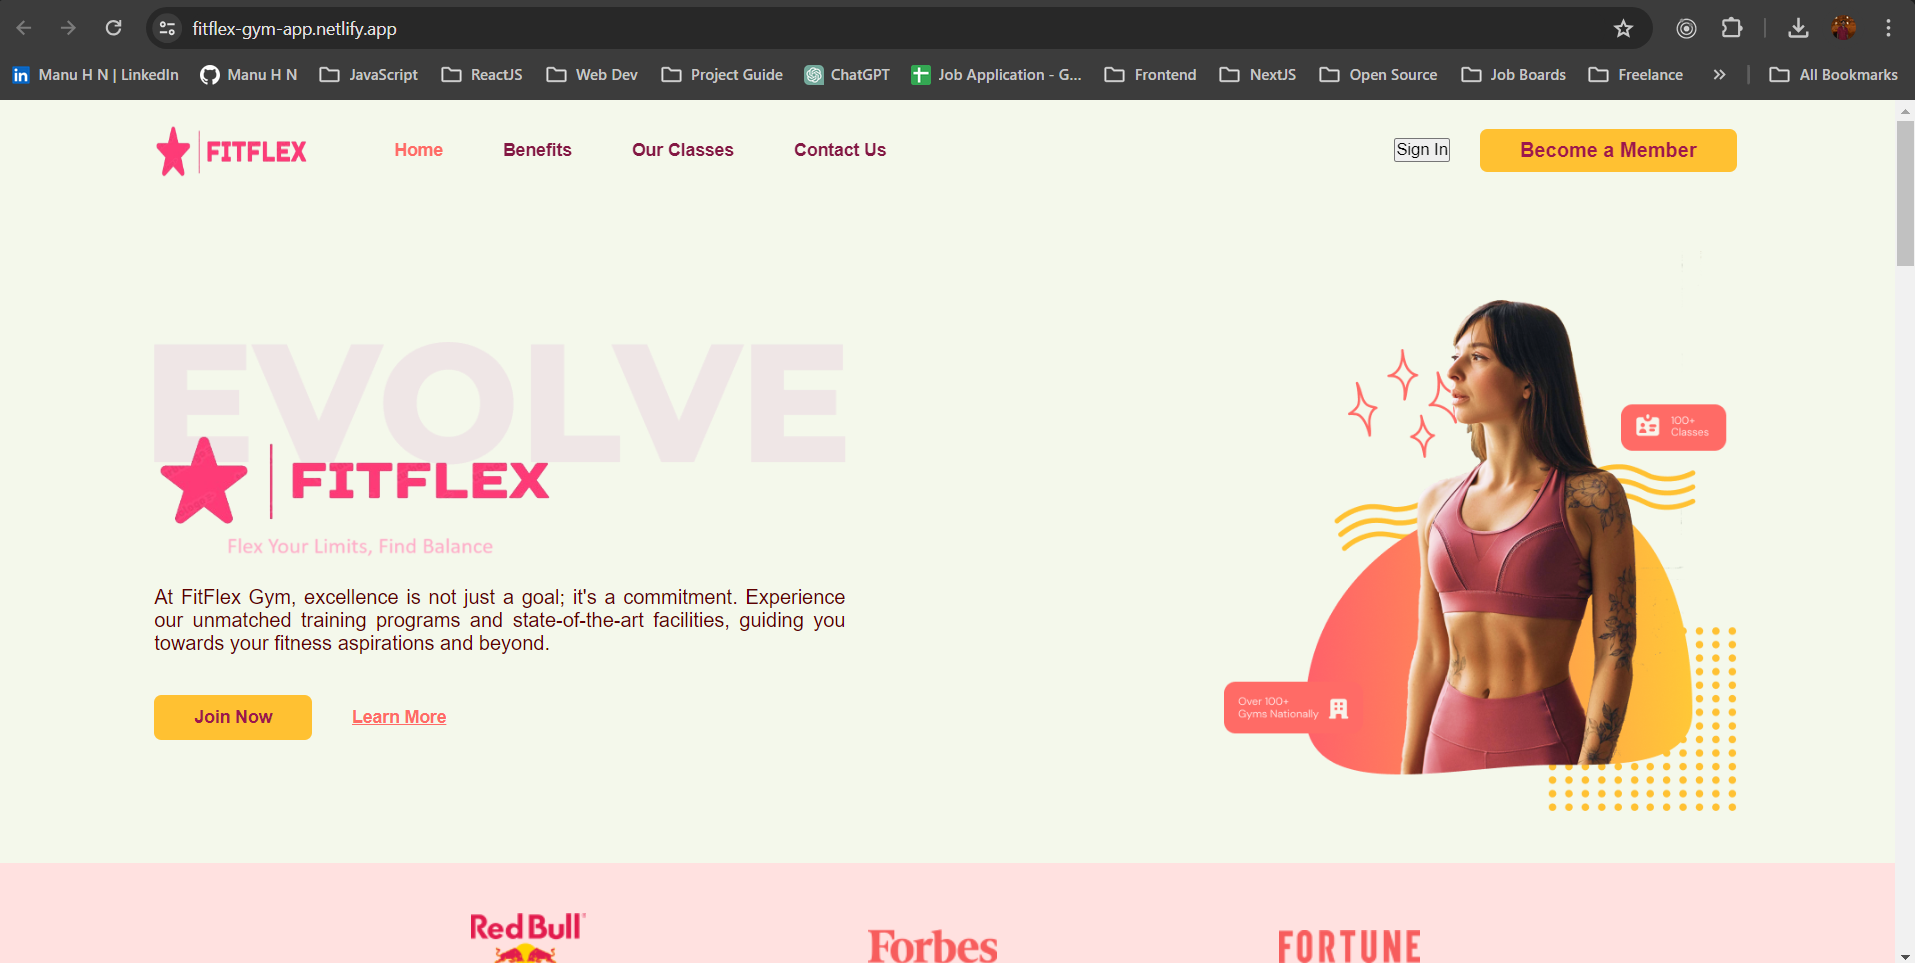 fitflex-gym-app.netlify.app
Manu H N | LinkedIn
Manu H N
JavaScript
ReactJS
Web Dev
Project Guide
ChatGPT
Job Application - G...
Frontend
NextJS
Open Source
Job Boards
Freelance
All Bookmarks
FITFLEX
Home
Benefits
Our Classes
Contact Us
Sign In
Become a Member
EVOLVE
FITFLEX
Flex Your Limits, Find Balance
At FitFlex Gym, excellence is not just a goal; it's a commitment. Experience
our unmatched training programs and state-of-the-art facilities, guiding you
towards your fitness aspirations and beyond.
Join Now
Learn More
100+
Classes
Over 100+
Gyms Nationally
Red Bull
Forbes
FORTUNE